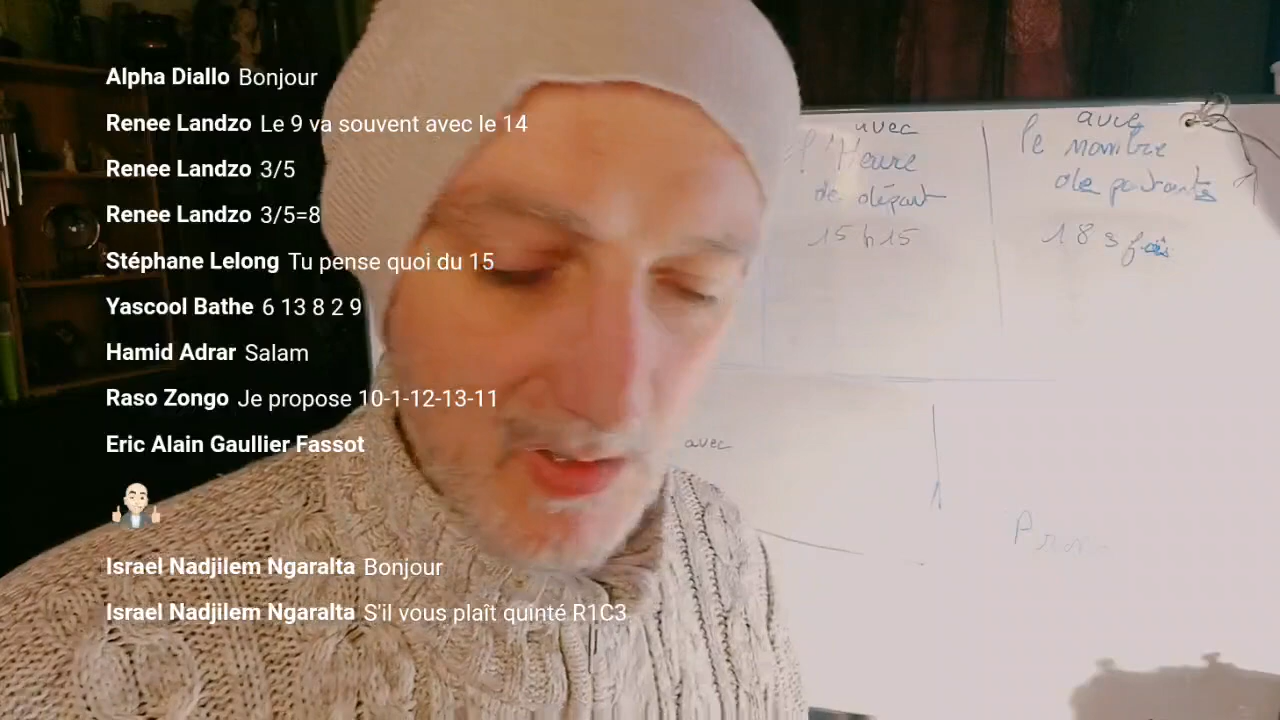 Alpha Diallo Bonjour
Renee Landzo Le 9 va souvent avec le 14
Renee Landzo 3/5
Renee Landzo 3/5=8
Stéphane Lelong Tu pense quoi du 15
Yascool Bathe 6 13 8 2 9
Hamid Adrar Salam
Raso Zongo Je propose 10-1-12-13-11
Eric Alain Gaullier Fassot
Israel Nadjilem Ngaralta Bonjour
Israel Nadjilem Ngaralta S'il vous plaît quinté R1C3
avec
l'Heure
de départ
15 h 15
avec
le nombre
de partants
18
avec